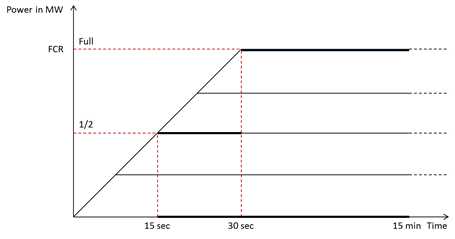 Power in MW
Full
FCR
1/2
15 sec
30 sec
15 min Time